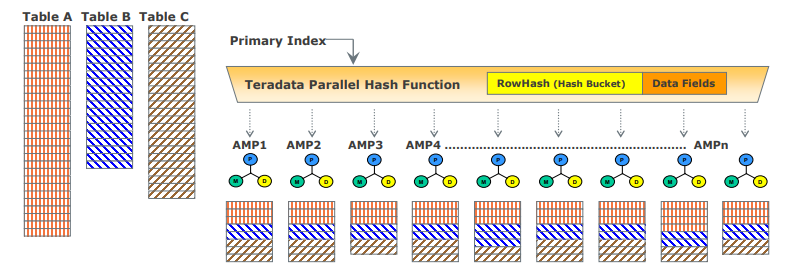 Table A Table B Table C
Primary Index
Teradata Parallel Hash Function RowHash (Hash Bucket) Data Fields
AMP1 AMP2 AMP3 AMP4 ........................................................ AMPn
P P P P P P P P P
M D M D M D M D M D M D M D M D M D